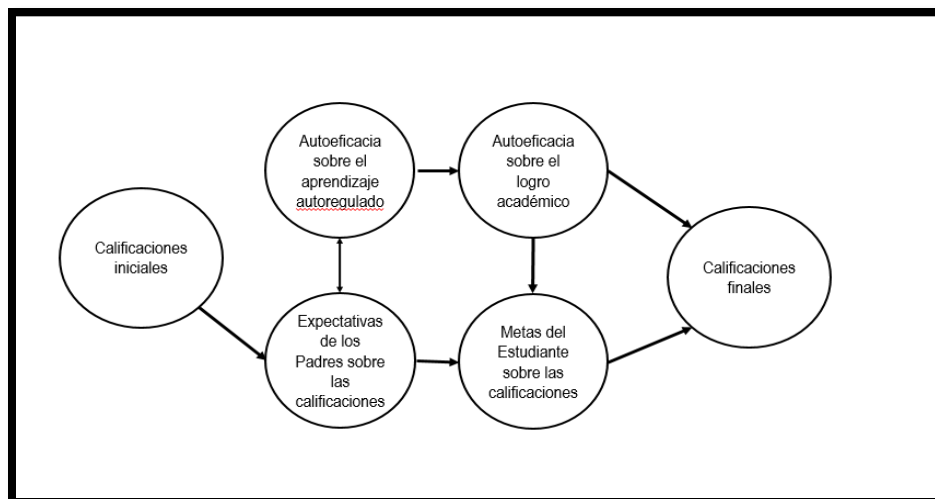 Autoeficacia
sobre el
aprendizaje
autoregulado
Autoeficacia
sobre el
logro
académico
Calificaciones
iniciales
Calificaciones
finales
Expectativas
de los
Padres sobre
las
calificaciones
Metas del
Estudiante
sobre las
calificaciones